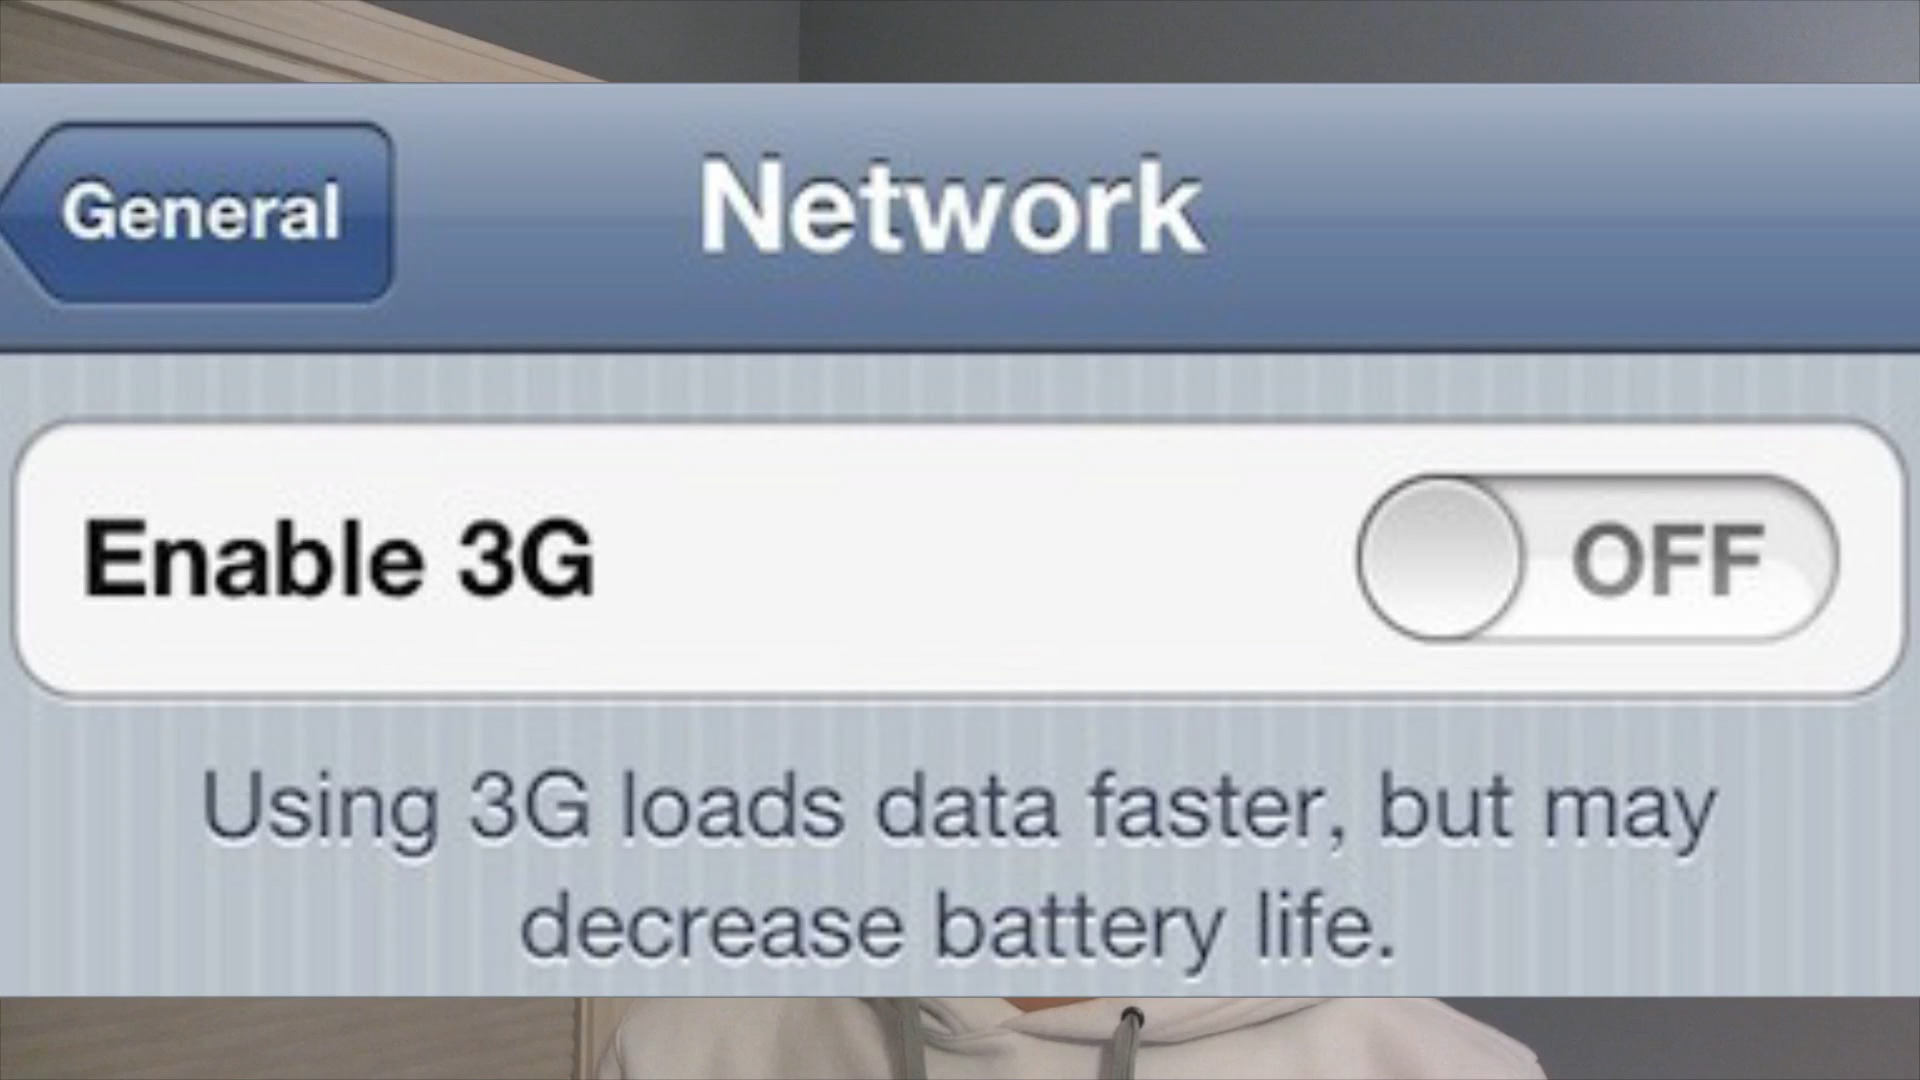 General
Network
Enable 3G
OFF
Using 3G loads data faster, but may
decrease battery life.